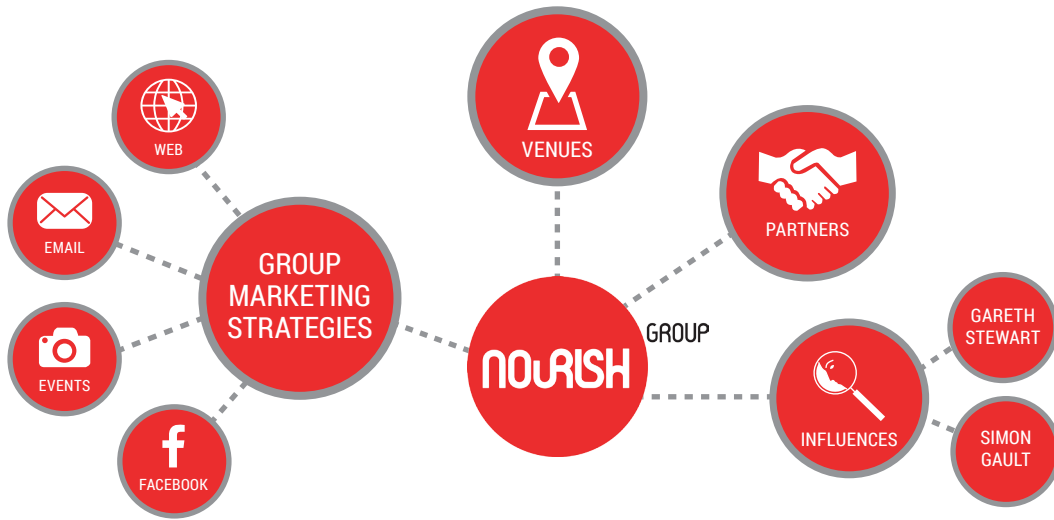 WEB
EMAIL
EVENTS
FACEBOOK
GROUP
MARKETING
STRATEGIES
VENUES
PARTNERS
NOURISH
GROUP
INFLUENCES
GARETH
STEWART
SIMON
GAULT